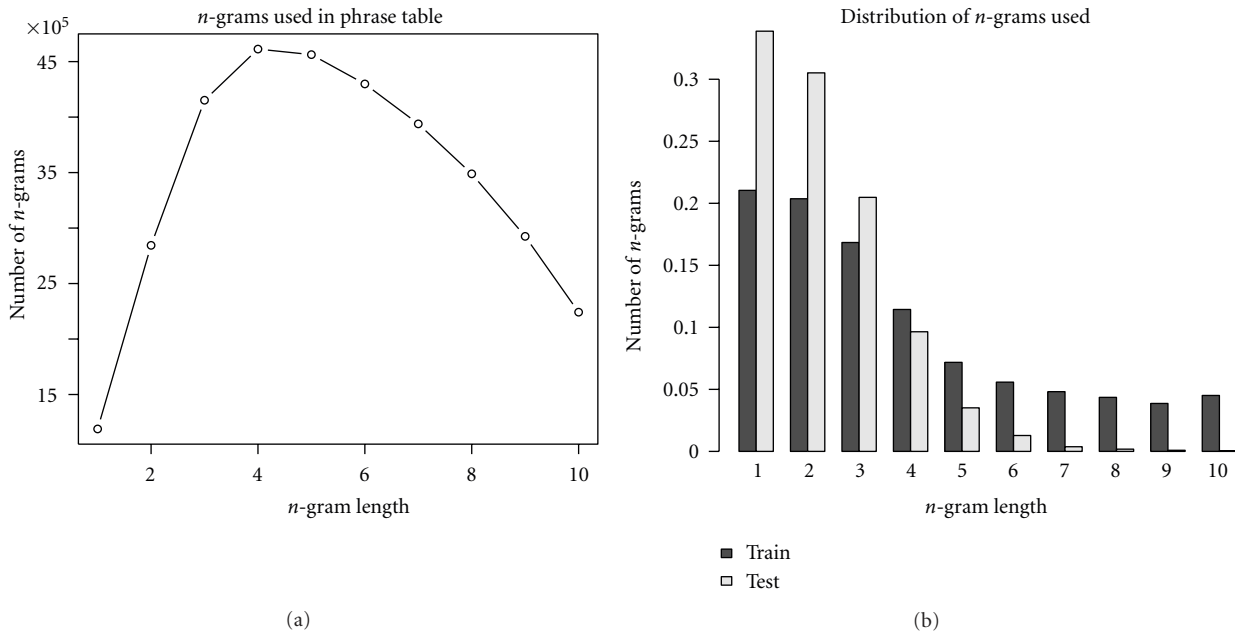 n-grams used in phrase table
×10⁵
45
35
25
15
Number of n-grams
2 4 6 8 10
n-gram length
(a)
Distribution of n-grams used
0.3
0.25
0.2
0.15
0.1
0.05
0
Number of n-grams
1 2 3 4 5 6 7 8 9 10
n-gram length
Train
Test
(b)